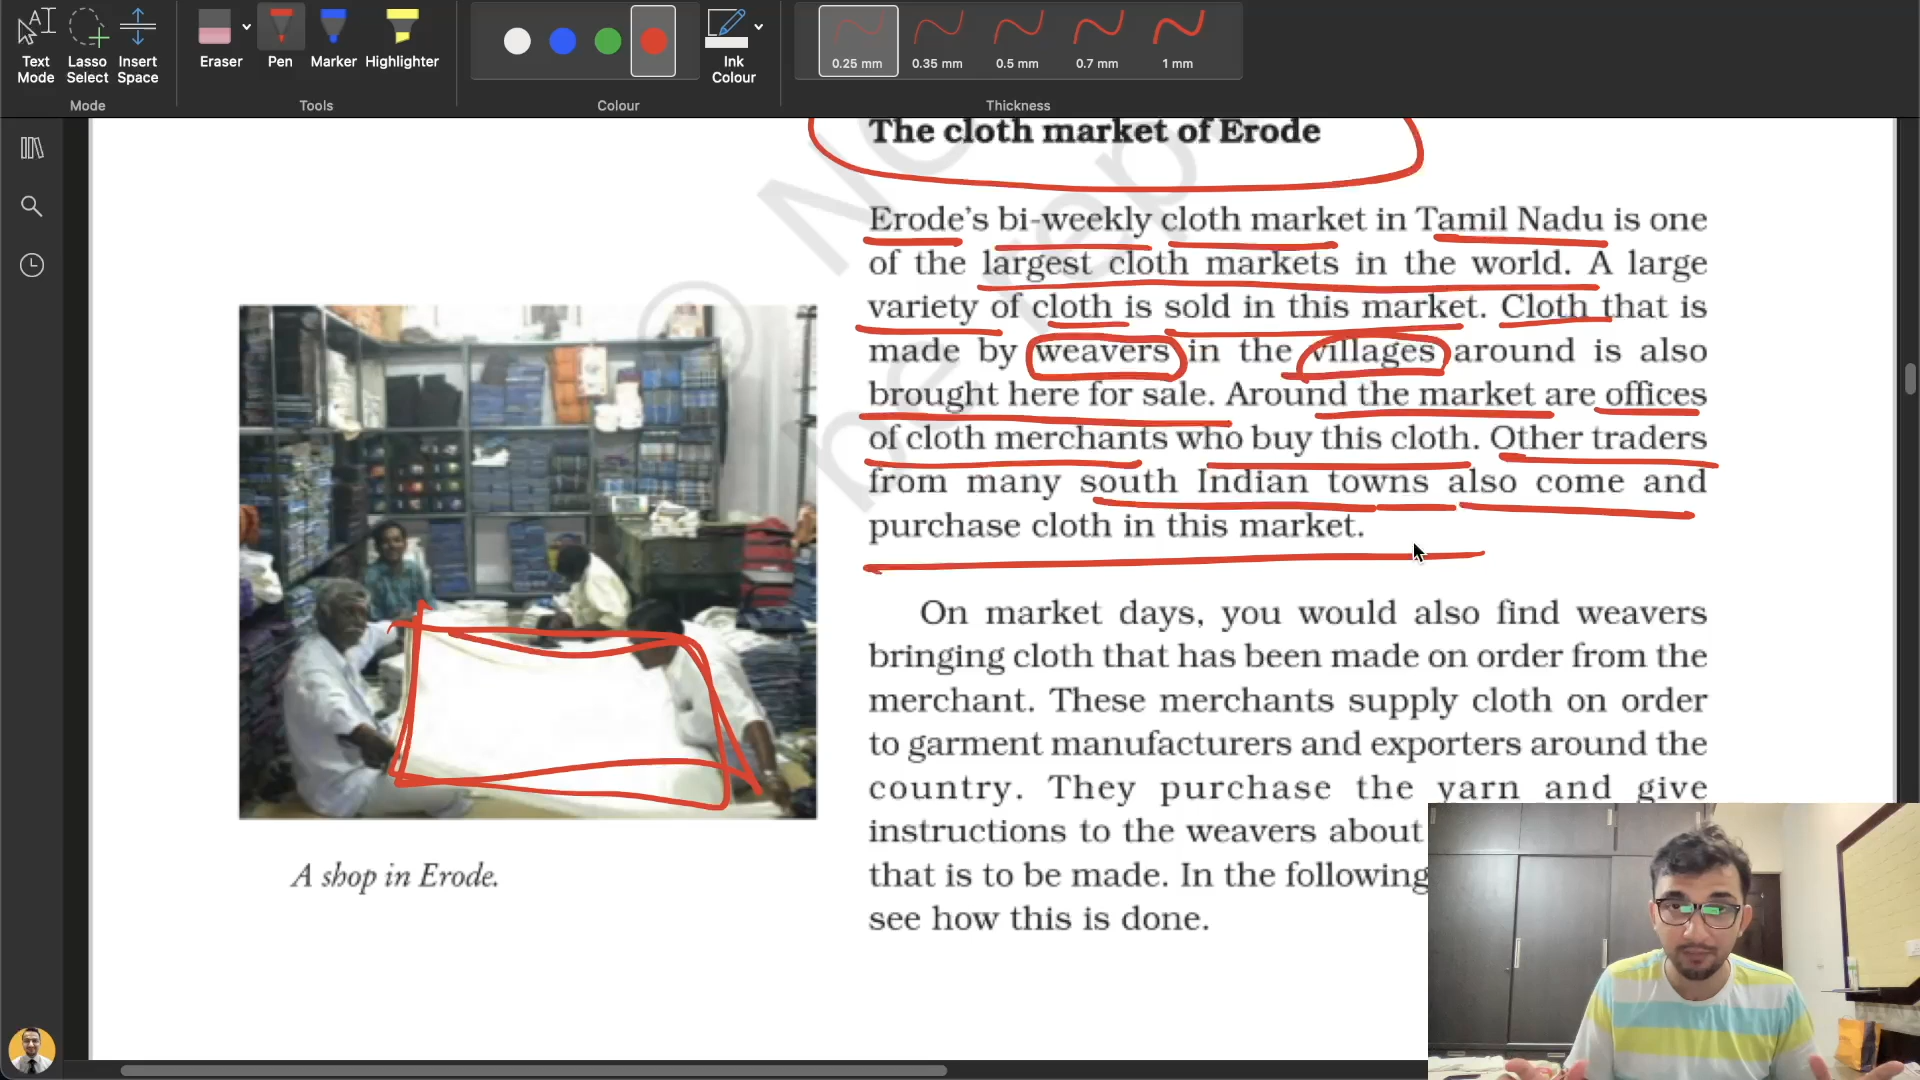 Text Mode
Lasso Select
Insert Space
Eraser
Pen
Marker
Highlighter
Ink Colour
0.25 mm
0.35 mm
0.5 mm
0.7 mm
1 mm
Mode
Tools
Colour
Thickness
The cloth market of Erode
Erode's bi-weekly cloth market in Tamil Nadu is one
of the largest cloth markets in the world. A large
variety of cloth is sold in this market. Cloth that is
made by weavers in the villages around is also
brought here for sale. Around the market are offices
of cloth merchants who buy this cloth. Other traders
from many south Indian towns also come and
purchase cloth in this market.
On market days, you would also find weavers
bringing cloth that has been made on order from the
merchant. These merchants supply cloth on order
to garment manufacturers and exporters around the
country. They purchase the yarn and give
instructions to the weavers about
that is to be made. In the following
see how this is done.
A shop in Erode.